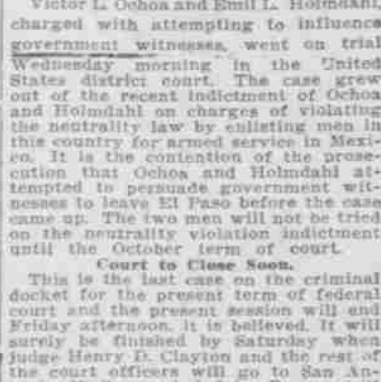 Victor L. Ochoa and Emil L. Holmdahl,
charged with attempting to influence
government witnesses, went on trial
Wednesday morning in the United
States district court. The case grew
out of the recent indictment of Ochoa
and Holmdahl on charges of violating
the neutrality law by enlisting men in
this country for armed service in Mexi-
co. It is the contention of the prose-
cution that Ochoa and Holmdahl at-
tempted to persuade government wit-
nesses to leave El Paso before the case
came up. The two men will not be tried
on the neutrality violation indictment
until the October term of court.
Court to Close Soon.
This is the last case on the criminal
docket for the present term of federal
court and the present session will end
Friday afternoon, it is believed. It will
surely be finished by Saturday when
judge Henry D. Clayton and the rest of
the court officers will go to San An-